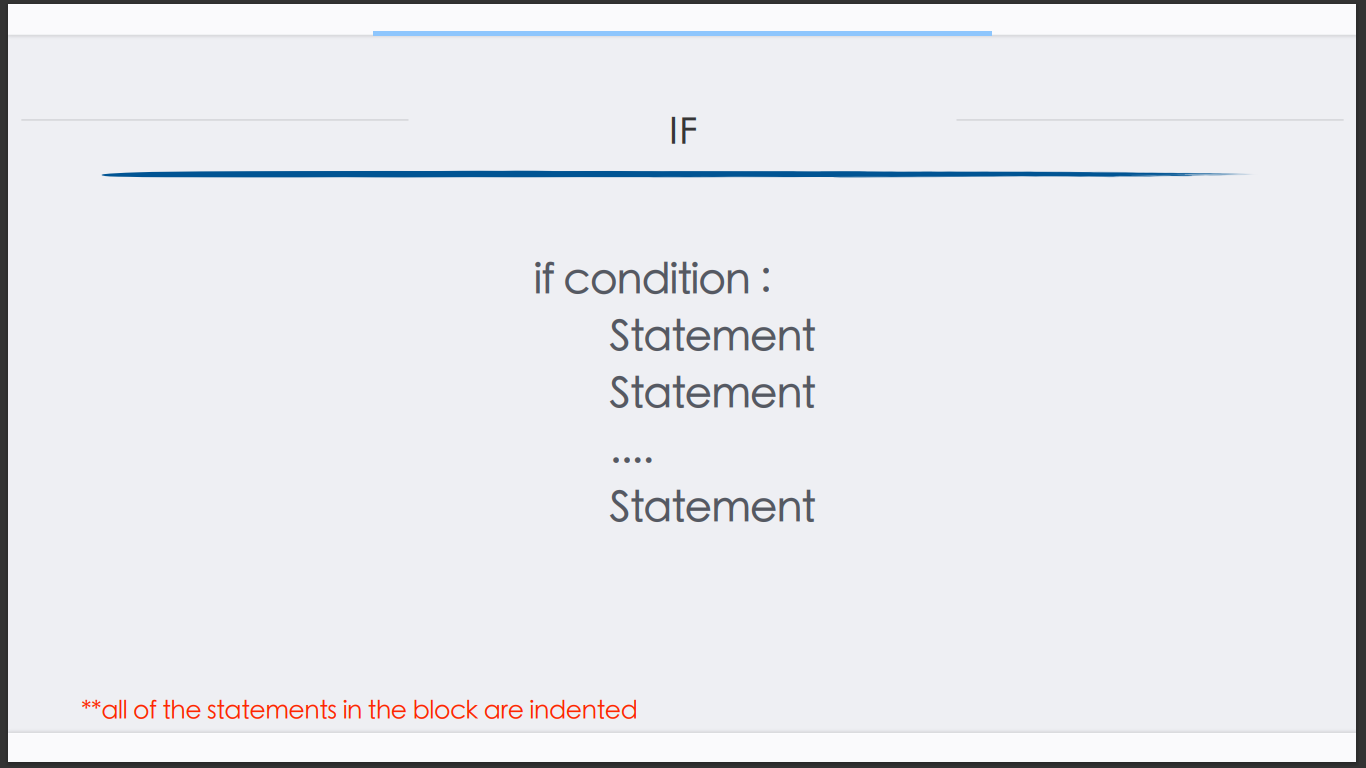 IF
if condition :
Statement
Statement
....
Statement
**all of the statements in the block are indented